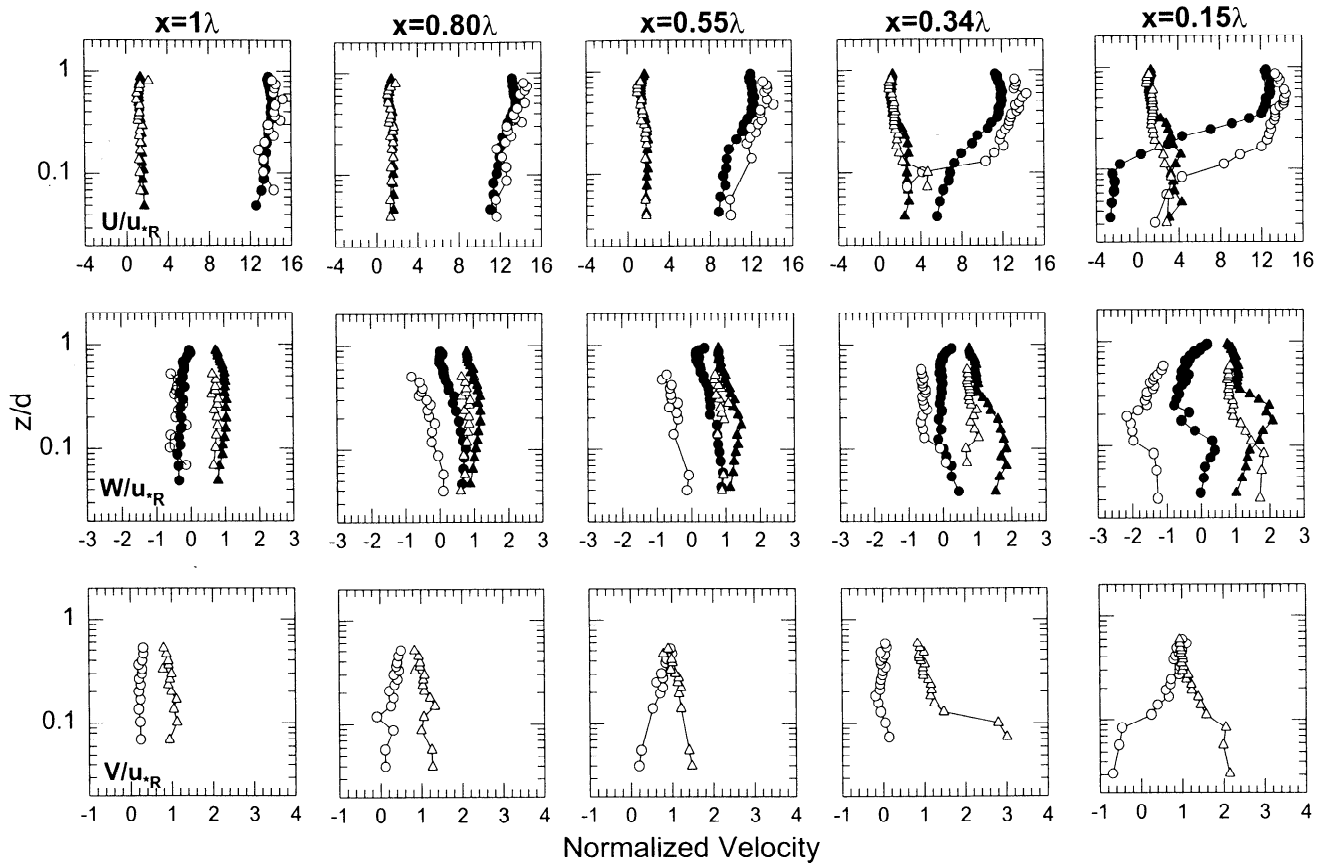 x=1λ x=0.80λ x=0.55λ x=0.34λ x=0.15λ
1
0.1
U/u*R
-4 0 4 8 12 16 -4 0 4 8 12 16 -4 0 4 8 12 16 -4 0 4 8 12 16 -4 0 4 8 12 16
z/d
1
0.1
W/u*R
-3 -2 -1 0 1 2 3 -3 -2 -1 0 1 2 3 -3 -2 -1 0 1 2 3 -3 -2 -1 0 1 2 3 -3 -2 -1 0 1 2 3
1
0.1
V/u*R
-1 0 1 2 3 4 -1 0 1 2 3 4 -1 0 1 2 3 4 -1 0 1 2 3 4 -1 0 1 2 3 4
Normalized Velocity